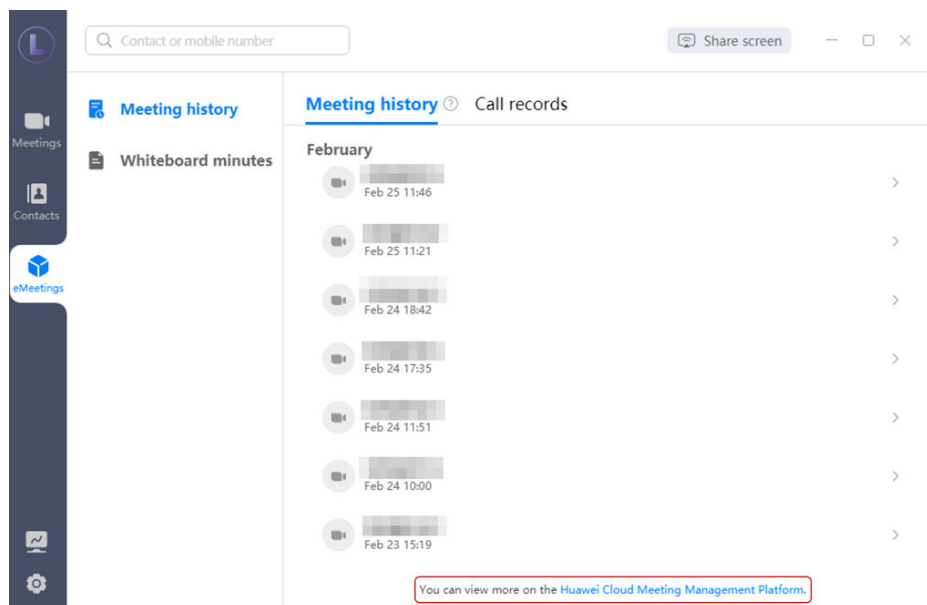 L
Contact or mobile number
Share screen
Meetings
Contacts
eMeetings
Meeting history
Whiteboard minutes
Meeting history ?
Call records
February
Feb 25 11:46
Feb 25 11:21
Feb 24 18:42
Feb 24 17:35
Feb 24 11:51
Feb 24 10:00
Feb 23 15:19
You can view more on the Huawei Cloud Meeting Management Platform.